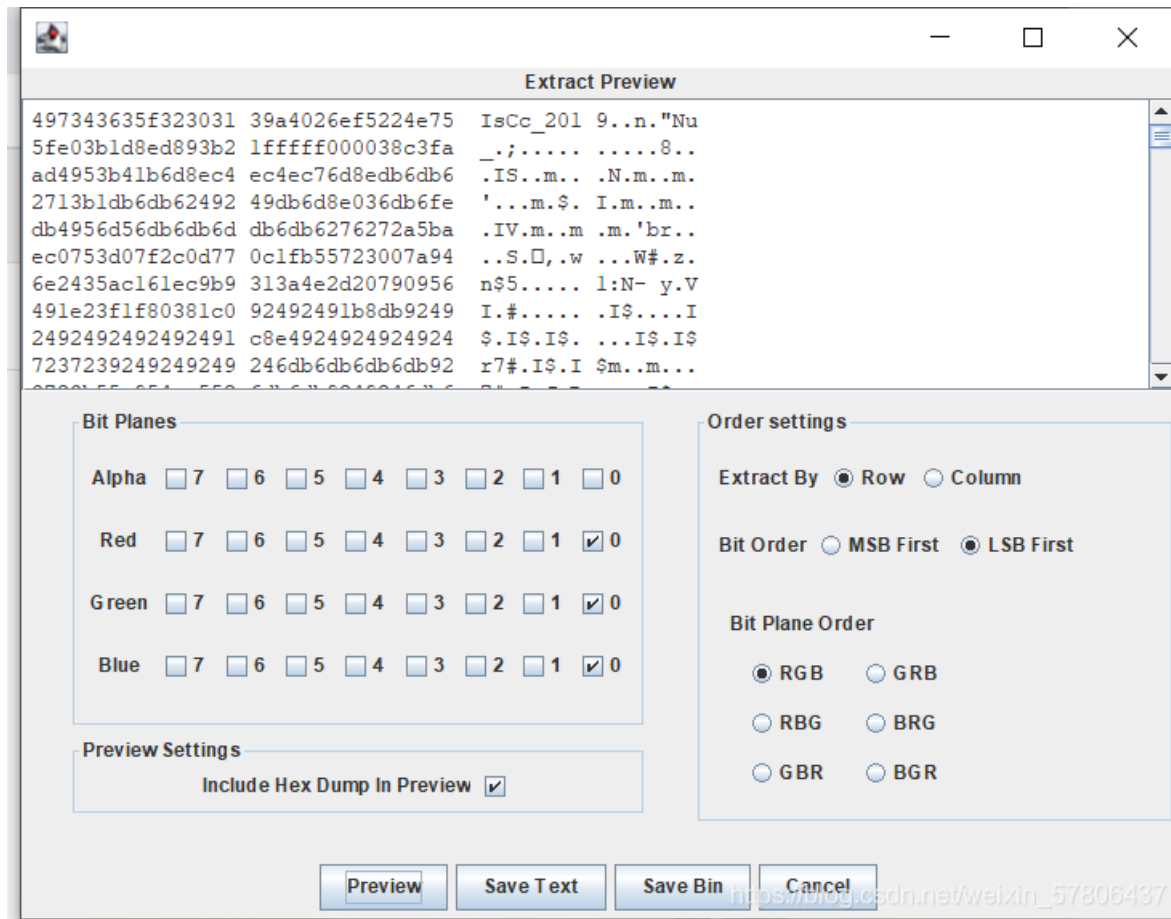 Extract Preview
497343635f323031 39a4026ef5224e75 IsCc_201 9..n."Nu
5fe03b1d8ed893b2 1fffff000038c3fa _.;..... .....8..
ad4953b41b6d8ec4 ec4ec76d8edb6db6 .IS..m.. .N.m..m.
2713b1db6db62492 49db6d8e036db6fe '...m.$. I.m..m..
db4956d56db6db6d db6db6276272a5ba .IV.m..m .m.'br..
ec0753d07f2c0d77 0c1fb55723007a94 ..S.▯,.w ...W#.z.
6e2435ac161ec9b9 313a4e2d20790956 n$5..... 1:N- y.V
491e23f1f80381c0 92492491b8db9249 I.#..... .I$....I
2492492492492491 c8e4924924924924 $.I$.I$. ...I.I$
7237239249249249 246db6db6db6db92 r7#.I$.I $m..m...
Bit Planes
Alpha 7 6 5 4 3 2 1 0
Red 7 6 5 4 3 2 1 0
Green 7 6 5 4 3 2 1 0
Blue 7 6 5 4 3 2 1 0
Preview Settings
Include Hex Dump In Preview
Order settings
Extract By Row Column
Bit Order MSB First LSB First
Bit Plane Order
RGB GRB
RBG BRG
GBR BGR
Preview Save Text Save Bin Cancel
https://blog.csdn.net/weixin_57806437